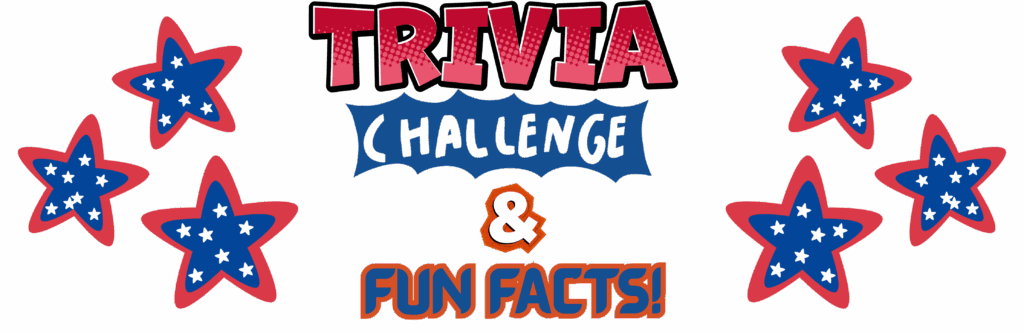 TRIVIA
CHALLENGE
&
FUN FACTS!